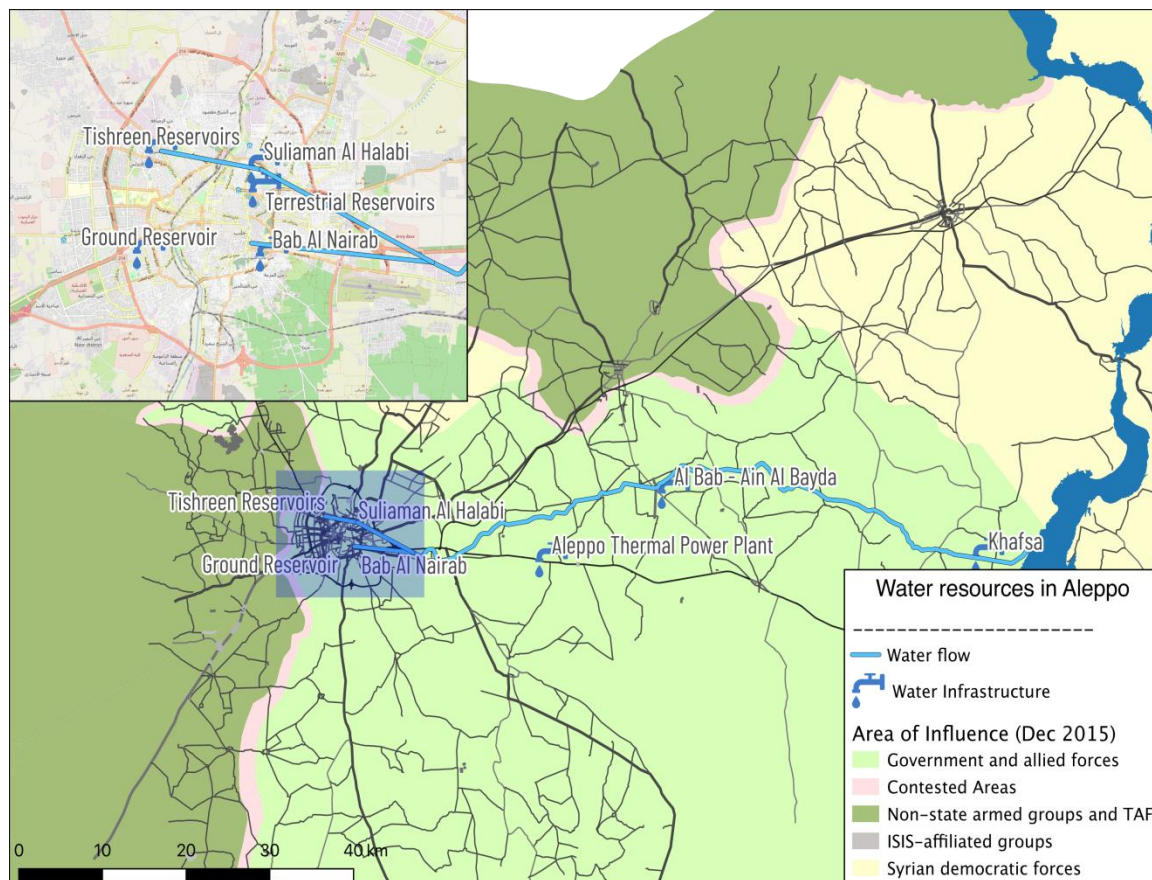 Tishreen Reservoirs
Suliaman Al Halabi
Terrestrial Reservoirs
Ground Reservoir
Bab Al Nairab
Al Bab - Ain Al Bayda
Tishreen Reservoirs
Suliaman Al Halabi
Khafsa
Aleppo Thermal Power Plant
Ground Reservoir
Bab Al Nairab
Water resources in Aleppo
Water flow
Water Infrastructure
Area of Influence (Dec 2015)
Government and allied forces
Contested Areas
Non-state armed groups and TAF
ISIS-affiliated groups
Syrian democratic forces
0 10 20 30 40 km